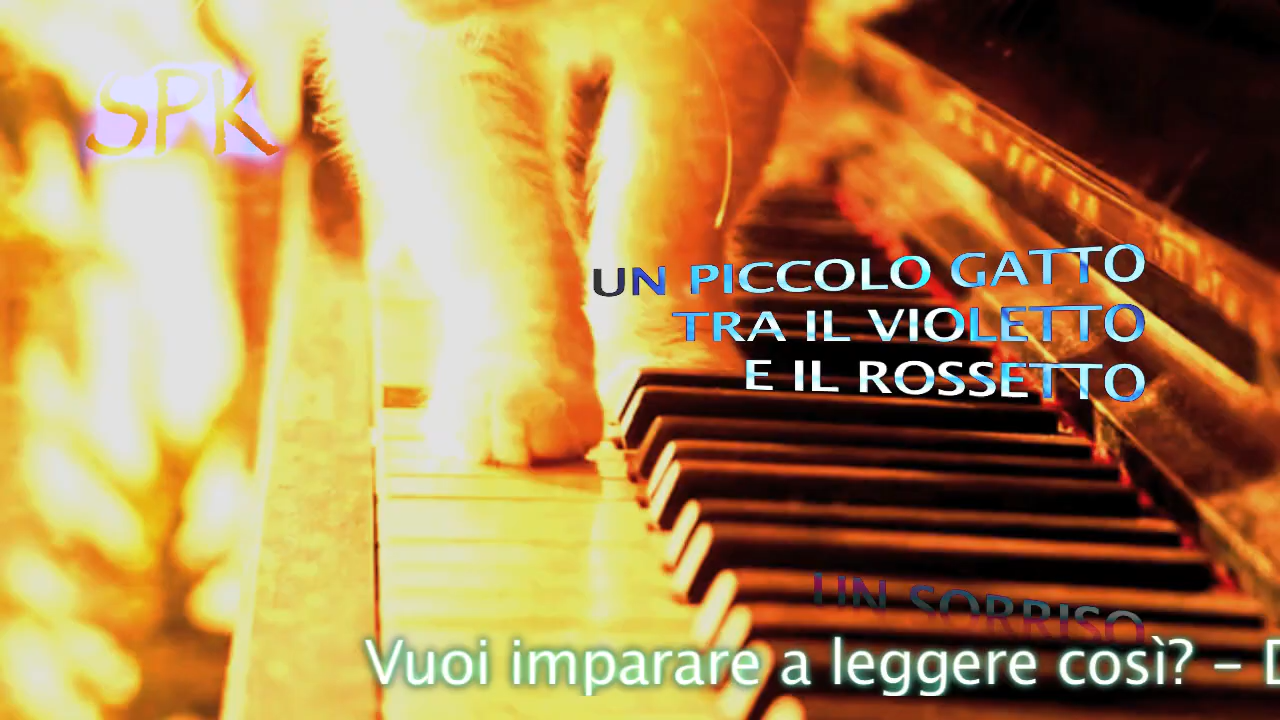 SPK
UN PICCOLO GATTO
TRA IL VIOLETTO
E IL ROSSETTO
UN SORRISO
Vuoi imparare a leggere così? –